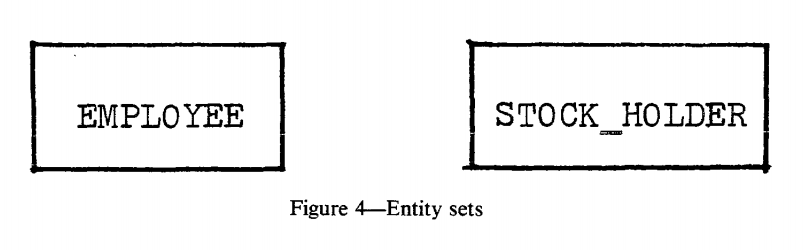 EMPLOYEE STOCK_HOLDER
Figure 4—Entity sets